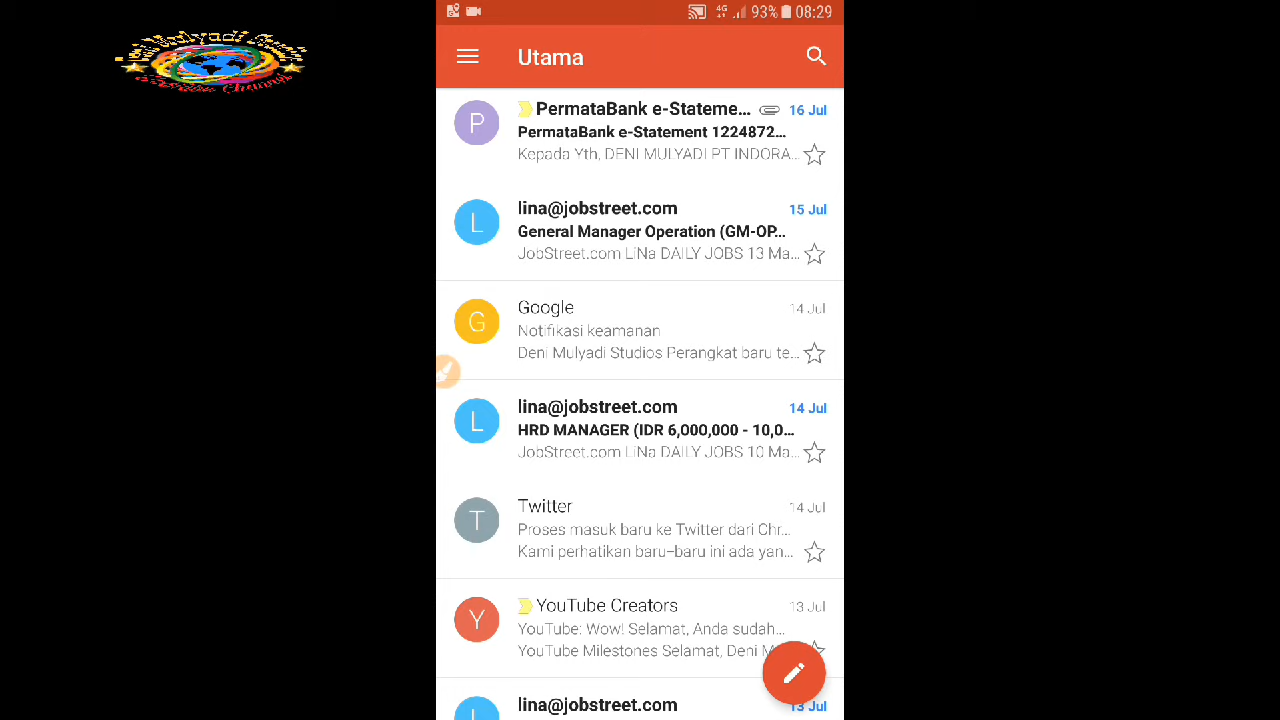 4G 93% 08:29
Utama
PermataBank e-Stateme... 16 Jul
PermataBank e-Statement 1224872...
Kepada Yth, DENI MULYADI PT INDORA...
lina@jobstreet.com 15 Jul
General Manager Operation (GM-OP...
JobStreet.com LiNa DAILY JOBS 13 Ma...
Google 14 Jul
Notifikasi keamanan
Deni Mulyadi Studios Perangkat baru te...
lina@jobstreet.com 14 Jul
HRD MANAGER (IDR 6,000,000 - 10,0...
JobStreet.com LiNa DAILY JOBS 10 Ma...
Twitter 14 Jul
Proses masuk baru ke Twitter dari Chr...
Kami perhatikan baru-baru ini ada yan...
YouTube Creators 13 Jul
YouTube: Wow! Selamat, Anda sudah...
YouTube Milestones Selamat, Deni M
lina@jobstreet.com 13 Jul
P
L
G
L
T
Y